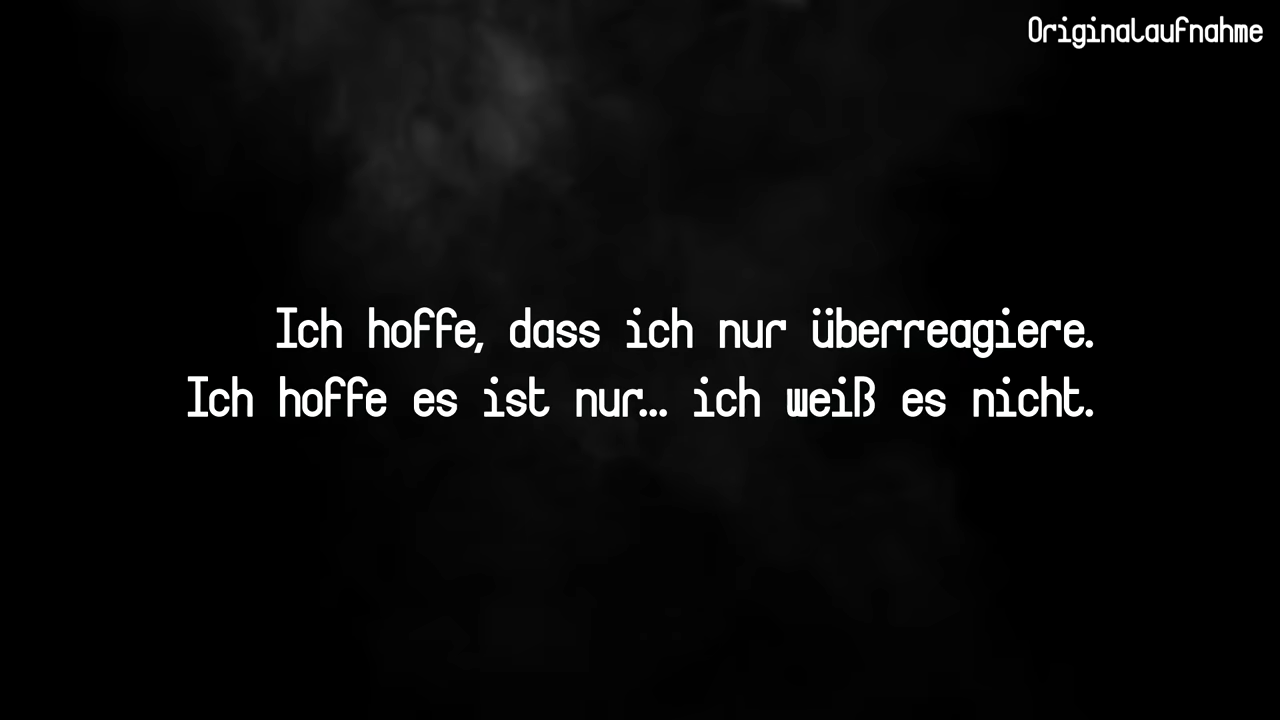 Originalaufnahme
Ich hoffe, dass ich nur überreagiere.
Ich hoffe es ist nur... ich weiß es nicht.